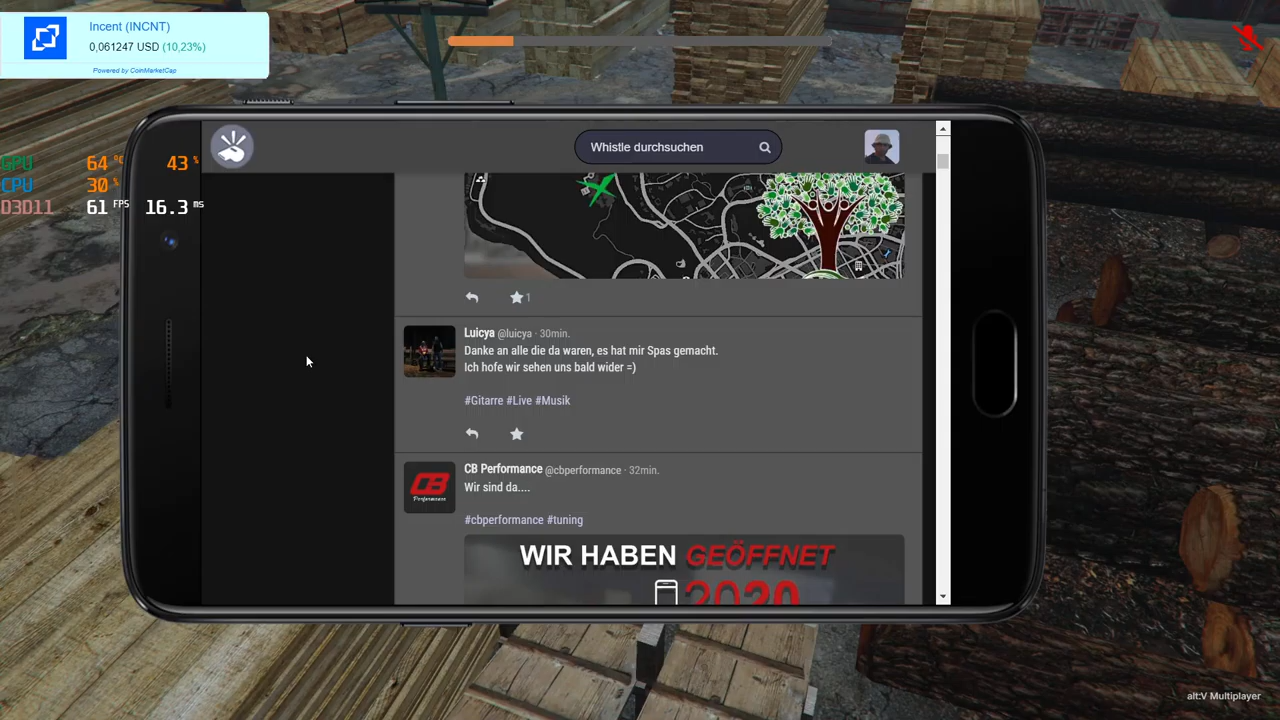 Incent (INCNT)
0,061247 USD (10,23%)
Powered by CoinMarketCap
GPU 64 °C 43 %
CPU 30 %
D3D11 61 FPS 16.3 ms
Whistle durchsuchen
1
Luicya @luicya · 30min.
Danke an alle die da waren, es hat mir Spas gemacht.
Ich hofe wir sehen uns bald wider =)
#Gitarre #Live #Musik
CB Performance @cbperformance · 32min.
CB
Performance
Wir sind da....
#cbperformance #tuning
WIR HABEN GEÖFFNET
2020
alt:V Multiplayer